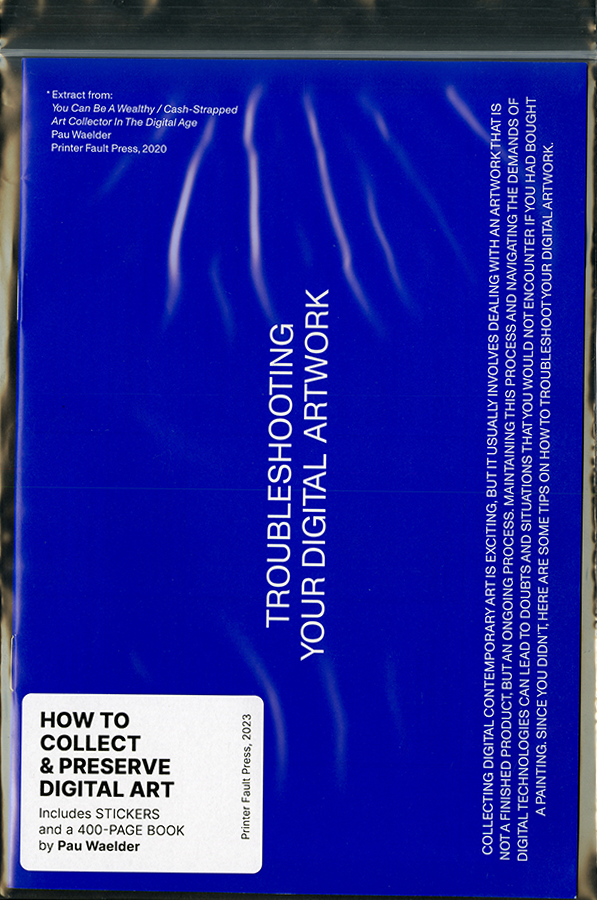 * Extract from:
You Can Be A Wealthy / Cash-Strapped
Art Collector In The Digital Age
Pau Waelder
Printer Fault Press, 2020
TROUBLESHOOTING
YOUR DIGITAL ARTWORK
COLLECTING DIGITAL CONTEMPORARY ART IS EXCITING, BUT IT USUALLY INVOLVES DEALING WITH AN ARTWORK THAT IS
NOT A FINISHED PRODUCT, BUT AN ONGOING PROCESS. MAINTAINING THIS PROCESS AND NAVIGATING THE DEMANDS OF
DIGITAL TECHNOLOGIES CAN LEAD TO DOUBTS AND SITUATIONS THAT YOU WOULD NOT ENCOUNTER IF YOU HAD BOUGHT
A PAINTING. SINCE YOU DIDN'T, HERE ARE SOME TIPS ON HOW TO TROUBLESHOOT YOUR DIGITAL ARTWORK.
HOW TO
COLLECT
& PRESERVE
DIGITAL ART
Includes STICKERS
and a 400-PAGE BOOK
by Pau Waelder
Printer Fault Press, 2023